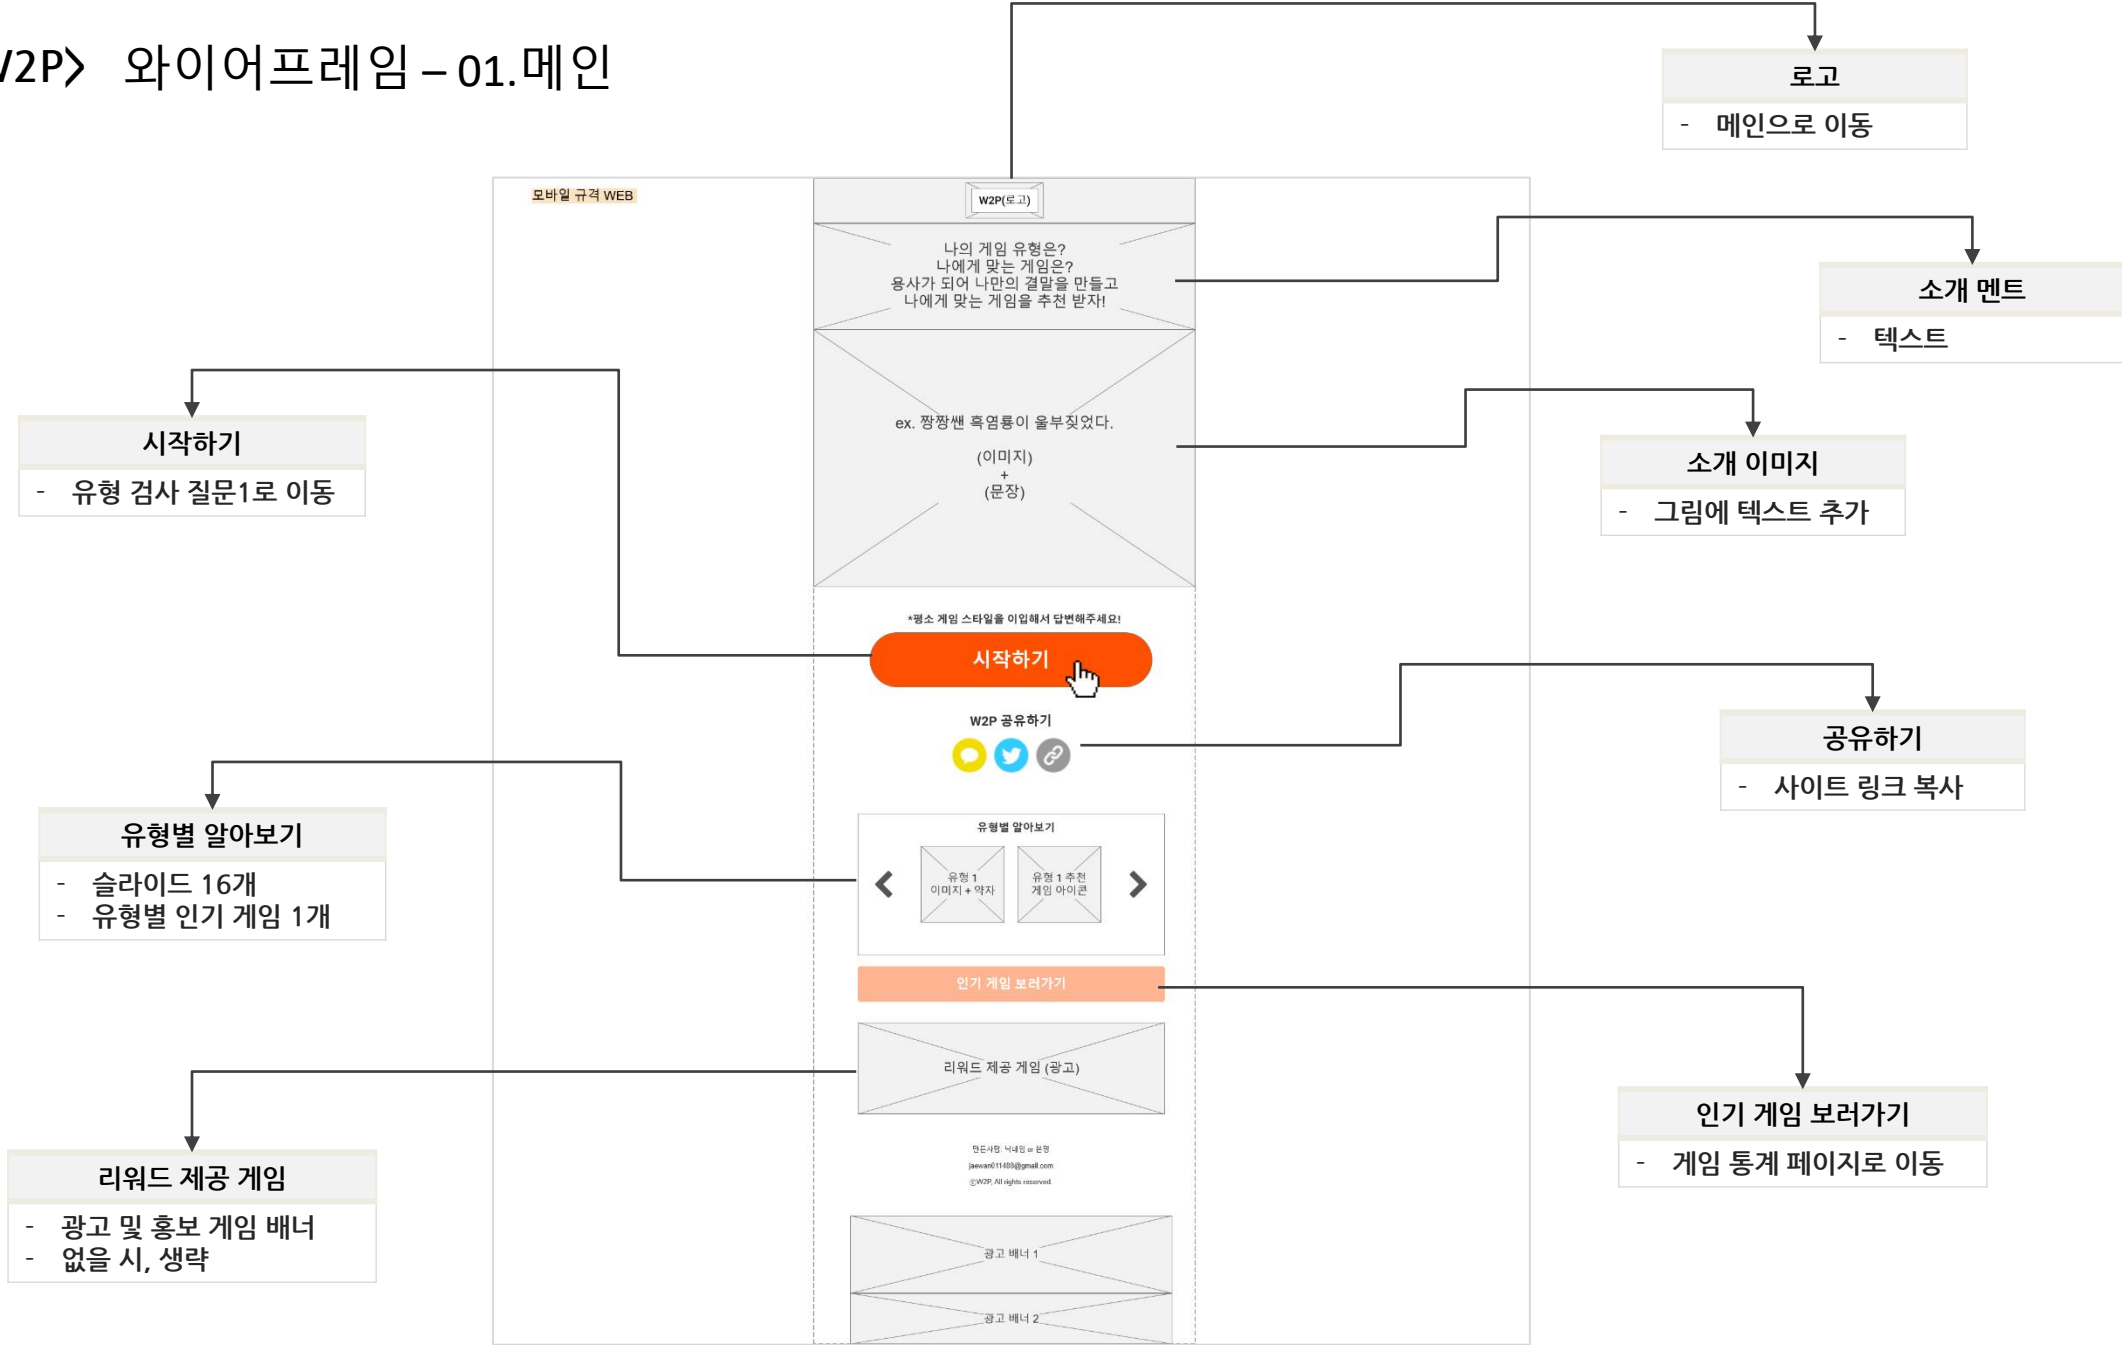 W2P> 와이어프레임 – 01.메인
로고
- 메인으로 이동
모바일 규격 WEB
W2P(로고)
나의 게임 유형은?
나에게 맞는 게임은?
용사가 되어 나만의 결말을 만들고
나에게 맞는 게임을 추천 받자!
소개 멘트
- 텍스트
ex. 짱짱쌘 흑염룡이 울부짖었다.
(이미지)
+
(문장)
시작하기
- 유형 검사 질문1로 이동
소개 이미지
- 그림에 텍스트 추가
*평소 게임 스타일을 이입해서 답변해주세요!
시작하기
W2P 공유하기
공유하기
- 사이트 링크 복사
유형별 알아보기
- 슬라이드 16개
- 유형별 인기 게임 1개
유형별 알아보기
유형 1
이미지 + 약자
유형 1 추천
게임 아이콘
인기 게임 보러가기
리워드 제공 게임 (광고)
인기 게임 보러가기
- 게임 통계 페이지로 이동
리워드 제공 게임
- 광고 및 홍보 게임 배너
- 없을 시, 생략
만든사람: 닉네임 or 본명
jaewan011488@gmail.com
ⓒW2P, All rights reserved.
광고 배너 1
광고 배너 2